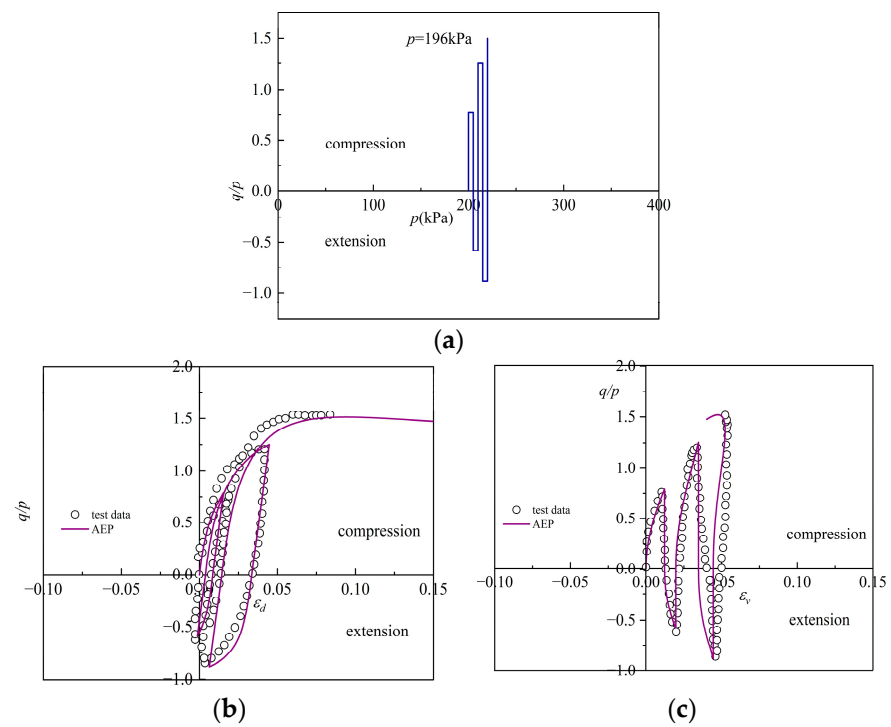 1.5
p=196kPa
1.0
0.5
compression
q/p
0.0
0 100 200 300 400
p(kPa)
−0.5
extension
−1.0
(a)
2.0
1.5
1.0
q/p
0.5
test data
AEP
compression
0.0
−0.10 −0.05 0.00 0.05 0.10 0.15
εd
−0.5
extension
−1.0
(b)
2.0
q/p
1.5
1.0
test data
0.5
AEP
compression
0.0
−0.10 −0.05 0.00 0.05 0.10 0.15
εv
−0.5
extension
−1.0
(c)